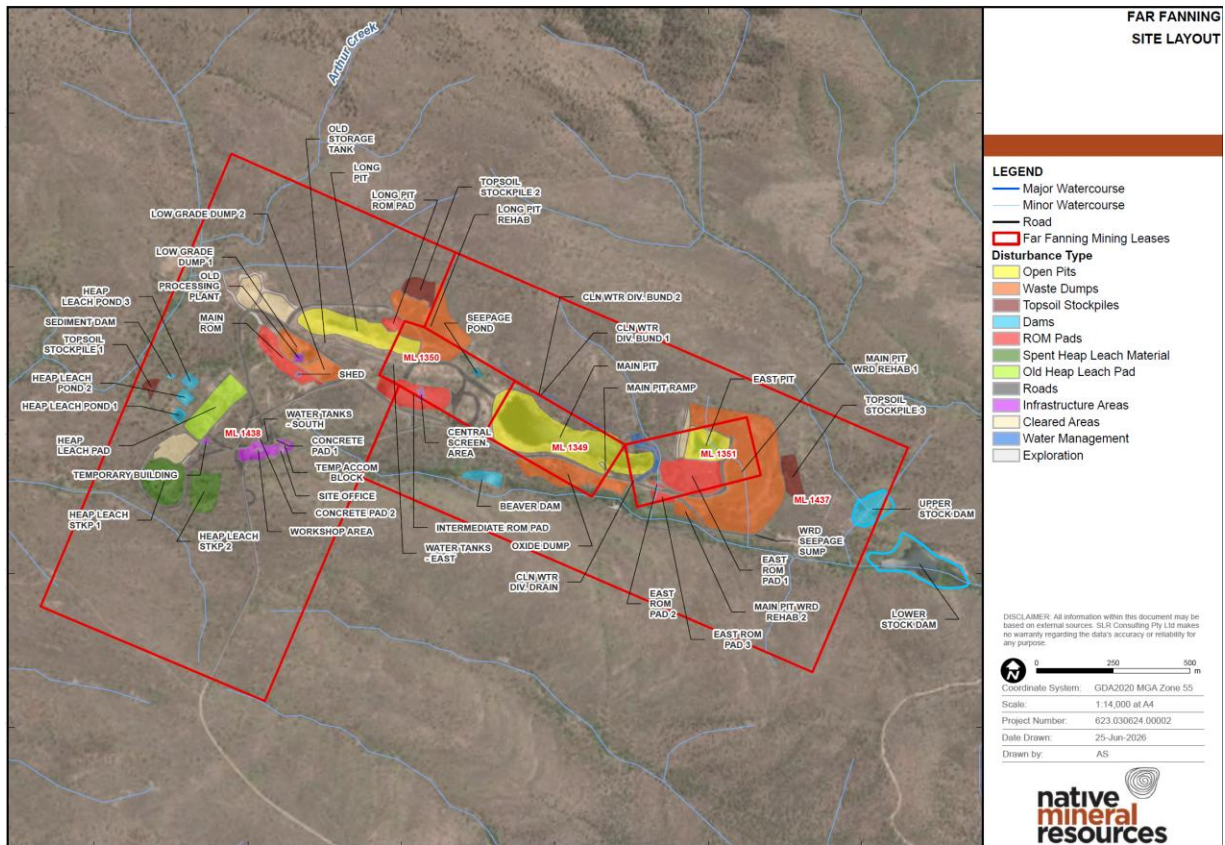 FAR FANNING
SITE LAYOUT
LEGEND
Major Watercourse
Minor Watercourse
Road
Far Fanning Mining Leases
Disturbance Type
Open Pits
Waste Dumps
Topsoil Stockpiles
Dams
ROM Pads
Spent Heap Leach Material
Old Heap Leach Pad
Roads
Infrastructure Areas
Cleared Areas
Water Management
Exploration
DISCLAIMER: All information within this document may be
based on external sources. SLR Consulting Pty Ltd makes
no warranty regarding the data's accuracy or reliability for
any purpose.
N
0 250 500
m
Coordinate System: GDA2020 MGA Zone 55
Scale: 1:14,000 at A4
Project Number: 623.030624.00002
Date Drawn: 25-Jun-2026
Drawn by: AS
native
mineral
resources
Arthur Creek
OLD
STORAGE
TANK
LONG
PIT
LONG PIT
ROM PAD
TOPSOIL
STOCKPILE 2
LONG PIT
REHAB
LOW GRADE DUMP 2
LOW GRADE
DUMP 1
OLD
PROCESSING
PLANT
HEAP
LEACH POND 3
MAIN
ROM
SEDIMENT DAM
TOPSOIL
STOCKPILE 1
HEAP LEACH
POND 2
HEAP LEACH
POND 1
HEAP
LEACH PAD
TEMPORARY BUILDING
HEAP LEACH
STKP 1
HEAP LEACH
STKP 2
SHED
WATER TANKS
- SOUTH
ML 1438
CONCRETE
PAD 1
TEMP ACCOM
BLOCK
SITE OFFICE
CONCRETE PAD 2
WORKSHOP AREA
ML 1350
SEEPAGE
POND
CLN WTR DIV. BUND 2
CLN WTR
DIV. BUND 1
MAIN PIT
MAIN PIT RAMP
EAST PIT
MAIN PIT
WRD REHAB 1
TOPSOIL
STOCKPILE 3
CENTRAL
SCREEN.
AREA
ML 1349
ML 1351
ML 1437
BEAVER DAM
INTERMEDIATE ROM PAD
WATER TANKS
- EAST
OXIDE DUMP
CLN WTR
DIV. DRAIN
EAST
ROM
PAD 2
EAST ROM
PAD 3
MAIN PIT WRD
REHAB 2
EAST
ROM
PAD 1
WRD
SEEPAGE
SUMP
UPPER
STOCK DAM
LOWER
STOCK DAM